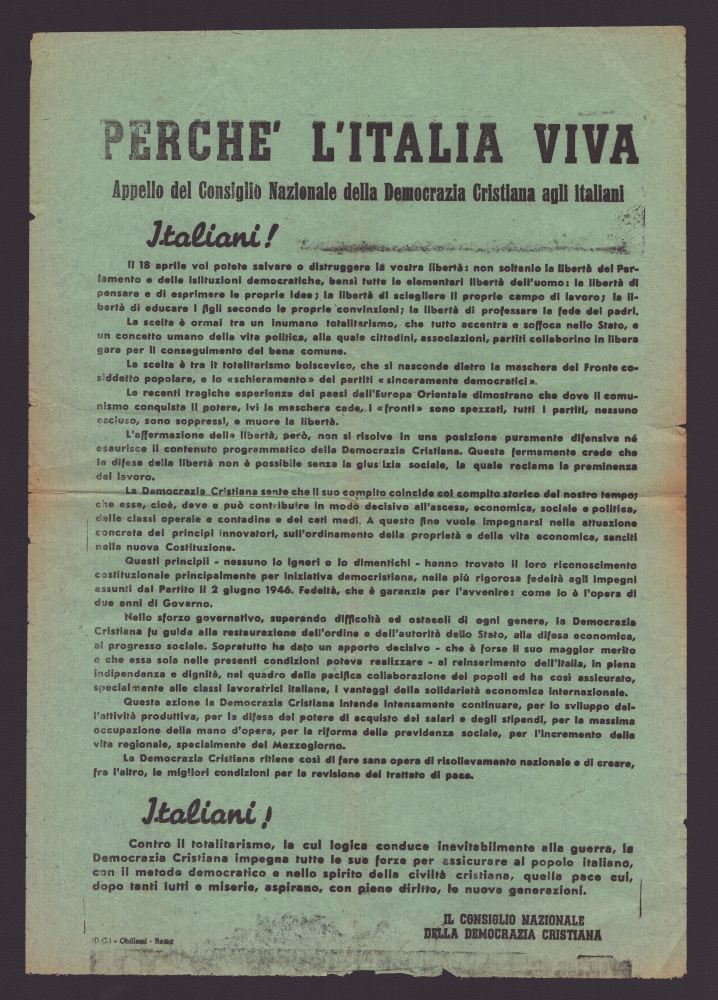 PERCHE' L'ITALIA VIVA
Appello del Consiglio Nazionale della Democrazia Cristiana agli italiani
Italiani!
Il 18 aprile voi potete salvare o distruggere la vostra libertà: non soltanto la libertà del Par-
lamento e delle istituzioni democratiche, bensì tutte le elementari libertà dell'uomo: la libertà di
pensare e di esprimere le proprie idee; la libertà di sciegliere il proprio campo di lavoro; la li-
bertà di educare i figli secondo le proprie convinzioni; la libertà di professare la fede dei padri.
La scelta è ormai tra un inumano totalitarismo, che tutto accentra e soffoca nello Stato, e
un concetto umano della vita politica, alla quale cittadini, associazioni, partiti collaborino in libera
gara per il conseguimento del bene comune.
La scelta è tra il totalitarismo bolscevico, che si nasconde dietro la maschera del Fronte co-
siddetto popolare, e lo «schieramento» dei partiti «sinceramente democratici».
Le recenti tragiche esperienze dei paesi dell'Europa Orientale dimostrano che dove il comu-
nismo conquista il potere, ivi la maschera cade, i «fronti» sono spezzati, tutti i partiti, nessuno
escluso, sono soppressi, e muore la libertà.
L'affermazione della libertà, però, non si risolve in una posizione puramente difensiva né
esaurisce il contenuto programmatico della Democrazia Cristiana. Questa fermamente crede che
la difesa della libertà non è possibile senza la giustizia sociale, la quale reclama la preminenza
del lavoro.
La Democrazia Cristiana sente che il suo compito coincide col compito storico del nostro tempo;
che essa, cioè, deve e può contribuire in modo decisivo all'ascesa, economica, sociale e politica,
delle classi operaie e contadine e dei ceti medi. A questo fine vuole impegnarsi nella attuazione
concreta dei principi innovatori, sull'ordinamento della proprietà e della vita economica, sanciti
nella nuova Costituzione.
Questi principii - nessuno lo ignori o lo dimentichi - hanno trovato il loro riconoscimento
costituzionale principalmente per iniziativa democristiana, nella più rigorosa fedeltà agli impegni
assunti dal Partito il 2 giugno 1946. Fedeltà, che è garanzia per l'avvenire: come lo è l'opera di
due anni di Governo.
Nello sforzo governativo, superando difficoltà ed ostacoli di ogni genere, la Democrazia
Cristiana fu guida alla restaurazione dell'ordine e dell'autorità dello Stato, alla difesa economica,
al progresso sociale. Sopratutto ha dato un apporto decisivo - che è forse il suo maggior merito
e che essa sola nelle presenti condizioni poteva realizzare - al reinserimento dell'Italia, in piena
indipendenza e dignità, nel quadro della pacifica collaborazione dei popoli ed ha così assicurato,
specialmente alle classi lavoratrici italiane, i vantaggi della solidarietà economica internazionale.
Questa azione la Democrazia Cristiana intende intensamente continuare, per lo sviluppo del-
l'attività produttiva, per la difesa del potere di acquisto dei salari e degli stipendi, per la massima
occupazione della mano d'opera, per la riforma della previdenza sociale, per l'incremento della
vita regionale, specialmente del Mezzogiorno.
La Democrazia Cristiana ritiene così di fare sana opera di risollevamento nazionale e di creare,
fra l'altro, le migliori condizioni per la revisione del trattato di pace.
Italiani!
Contro il totalitarismo, la cui logica conduce inevitabilmente alla guerra, la
Democrazia Cristiana impegna tutte le sue forze per assicurare al popolo italiano,
con il metodo democratico e nello spirito della civiltà cristiana, quella pace cui,
dopo tanti lutti e miserie, aspirano, con pieno diritto, le nuove generazioni.
IL CONSIGLIO NAZIONALE
DELLA DEMOCRAZIA CRISTIANA
(D.C.) - Chillemi - Roma